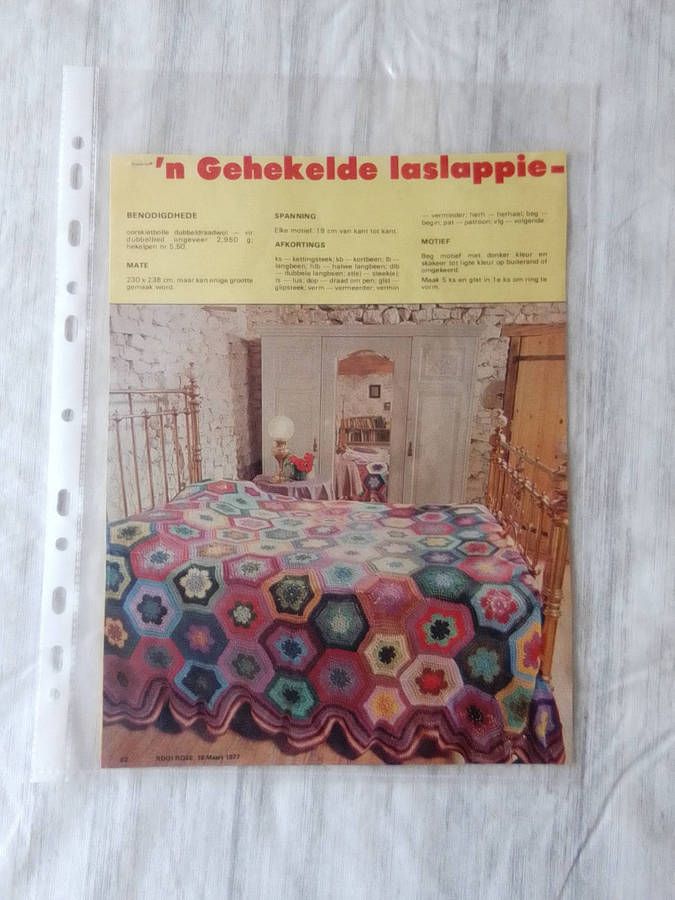 'n Gehekelde laslappie-
BENODIGDHEDE
oorskietbolle dubbeldraadwol — vir
dubbelbed ongeveer 2,950 g;
hekelpen nr 5,50.
MATE
230 x 238 cm, maar kan enige grootte
gemaak word.
SPANNING
Elke motief: 18 cm van kant tot kant.
AFKORTINGS
ks — kettingsteek; kb — kortbeen; lb —
langbeen; hlb — halwe langbeen; dlb
— dubbele langbeen; st(e) — steek(e);
ls — lus; dop — draad om pen; glst —
glipsteek; verm — vermeerder; vermin
— verminder; herh — herhaal; beg —
begin; pat — patroon; vlg — volgende.
MOTIEF
Beg motief met donker kleur en
skakeer tot ligte kleur op buiterand of
omgekeerd.
Maak 5 ks en glst in 1e ks om ring te
vorm.
62 ROOI ROSE, 16 Maart 1977